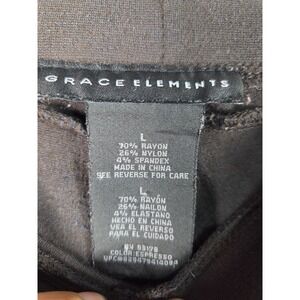 GRACE ELEMENTS
L
70% RAYON
26% NYLON
4% SPANDEX
MADE IN CHINA
SEE REVERSE FOR CARE
L
70% RAYON
26% NAILON
4% ELASTANO
HECHO EN CHINA
VEA EL REVERSO
PARA EL CUIDADO
COLOR:ESPRESSO